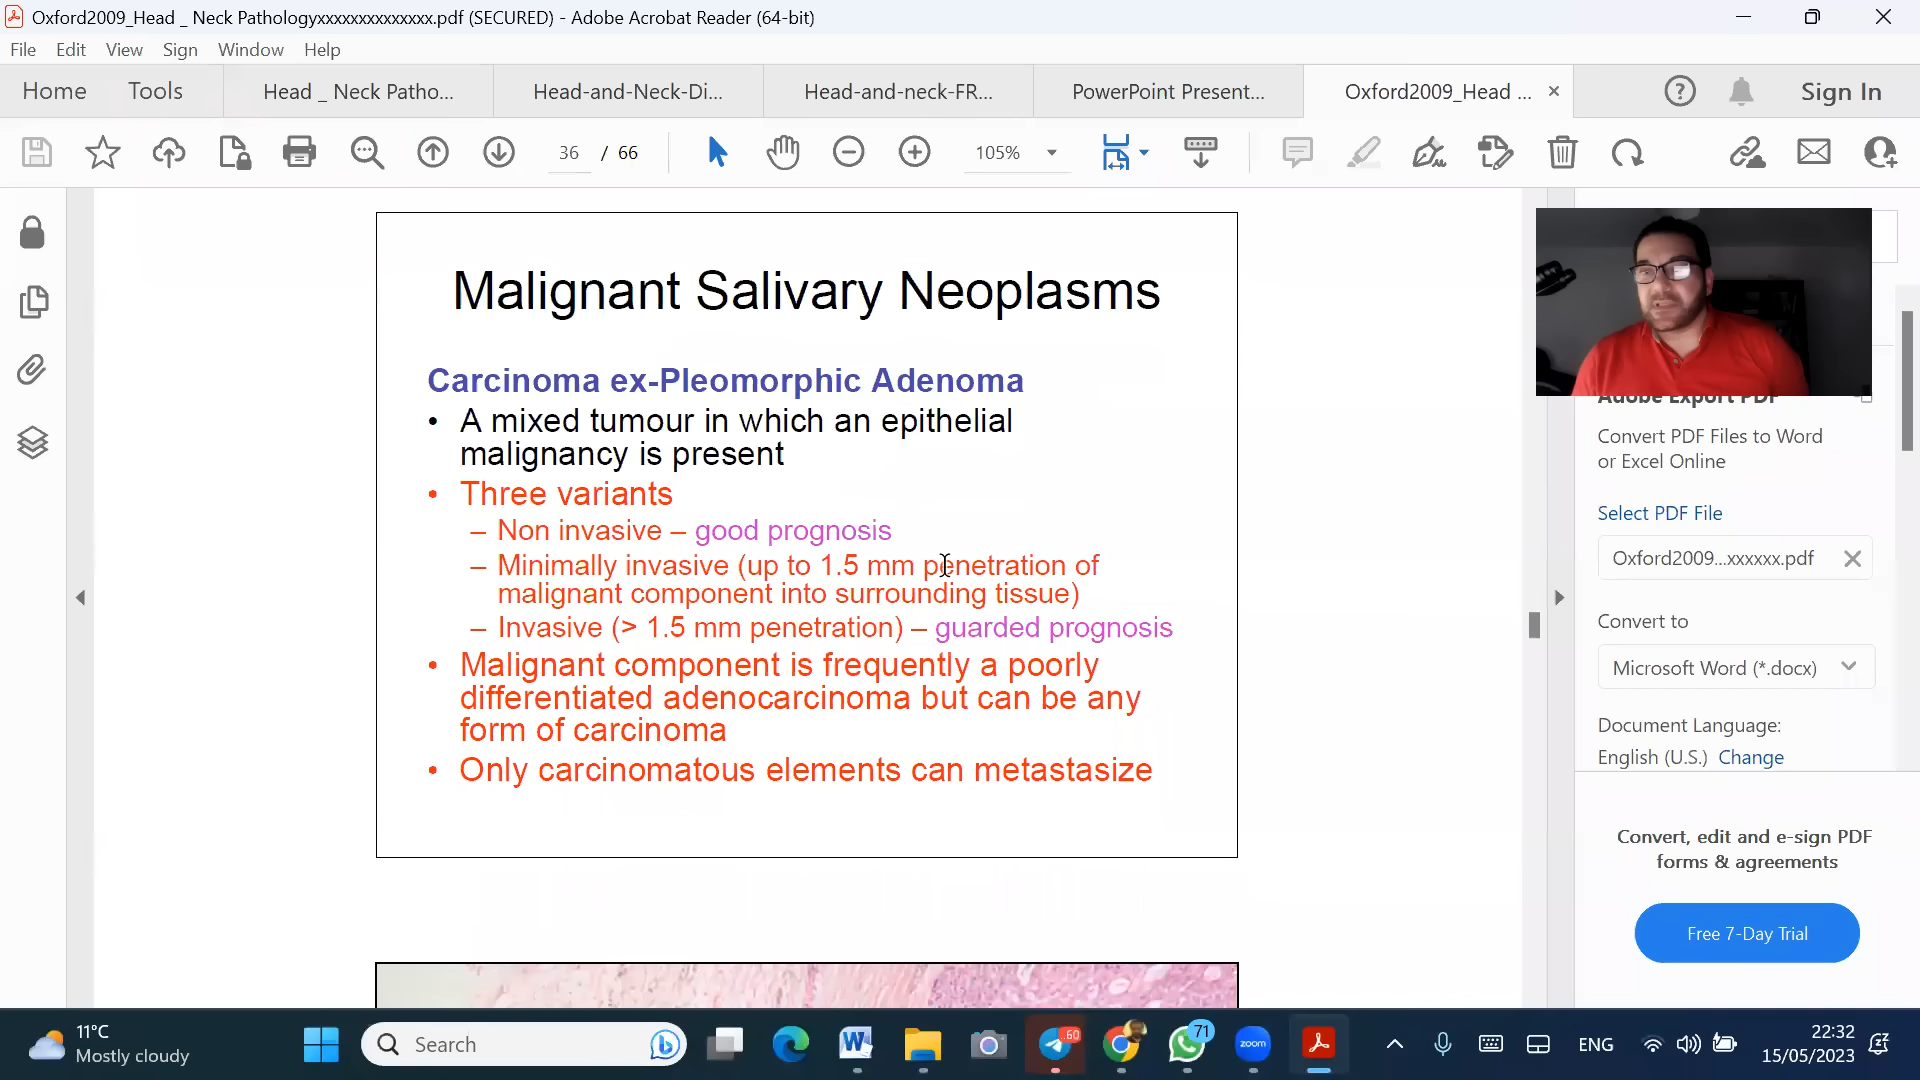 Oxford2009_Head _ Neck Pathologyxxxxxxxxxxxxxx.pdf (SECURED) - Adobe Acrobat Reader (64-bit)
File Edit View Sign Window Help
Home Tools Head _ Neck Patho... Head-and-Neck-Di... Head-and-neck-FR... PowerPoint Present... Oxford2009_Head ... Sign In
36 / 66 105%
Malignant Salivary Neoplasms
Carcinoma ex-Pleomorphic Adenoma
• A mixed tumour in which an epithelial
malignancy is present
• Three variants
– Non invasive – good prognosis
– Minimally invasive (up to 1.5 mm penetration of
malignant component into surrounding tissue)
– Invasive (> 1.5 mm penetration) – guarded prognosis
• Malignant component is frequently a poorly
differentiated adenocarcinoma but can be any
form of carcinoma
• Only carcinomatous elements can metastasize
Adobe Export PDF
Convert PDF Files to Word
or Excel Online
Select PDF File
Oxford2009...xxxxxx.pdf
Convert to
Microsoft Word (*.docx)
Document Language:
English (U.S.) Change
Convert, edit and e-sign PDF
forms & agreements
Free 7-Day Trial
11°C
Mostly cloudy
Search
60
71
zoom
ENG
22:32
15/05/2023